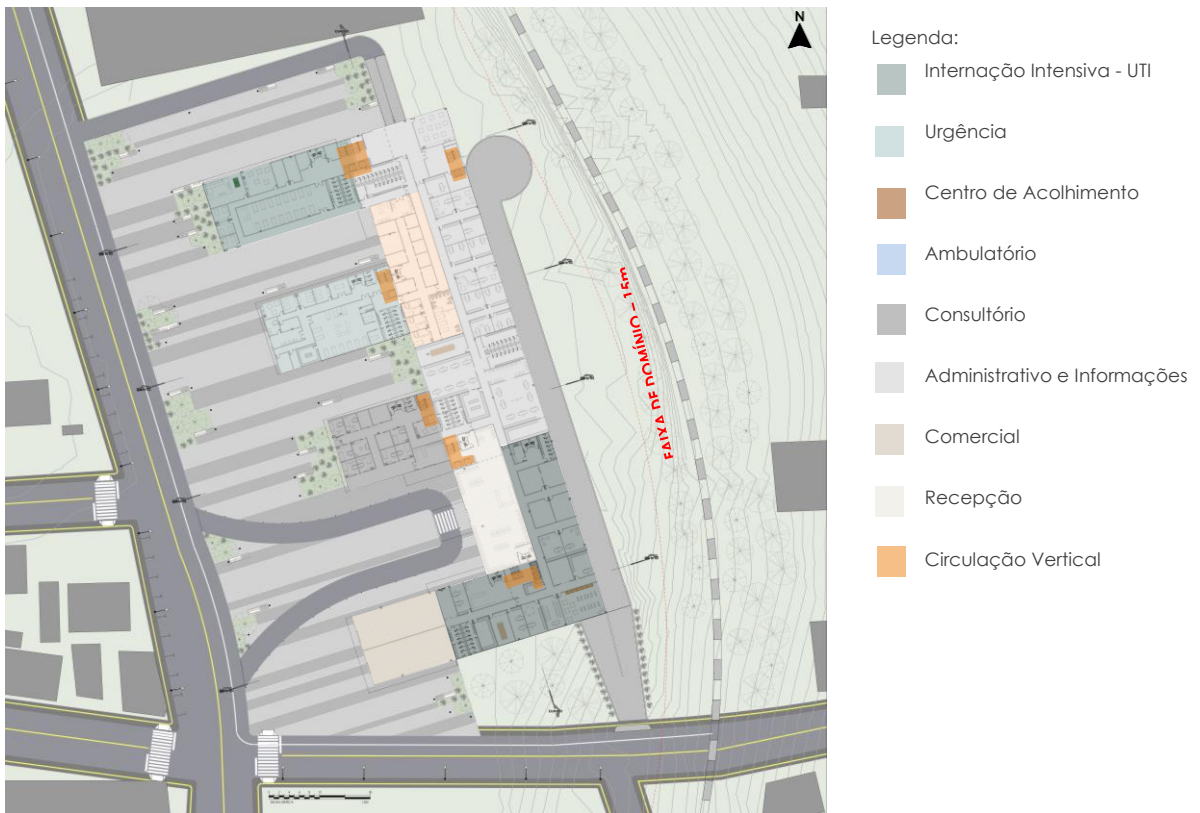 N
Legenda:
Internação Intensiva - UTI
Urgência
Centro de Acolhimento
Ambulatório
Consultório
Administrativo e Informações
Comercial
Recepção
Circulação Vertical
FAIXA DE DOMÍNIO – 15m